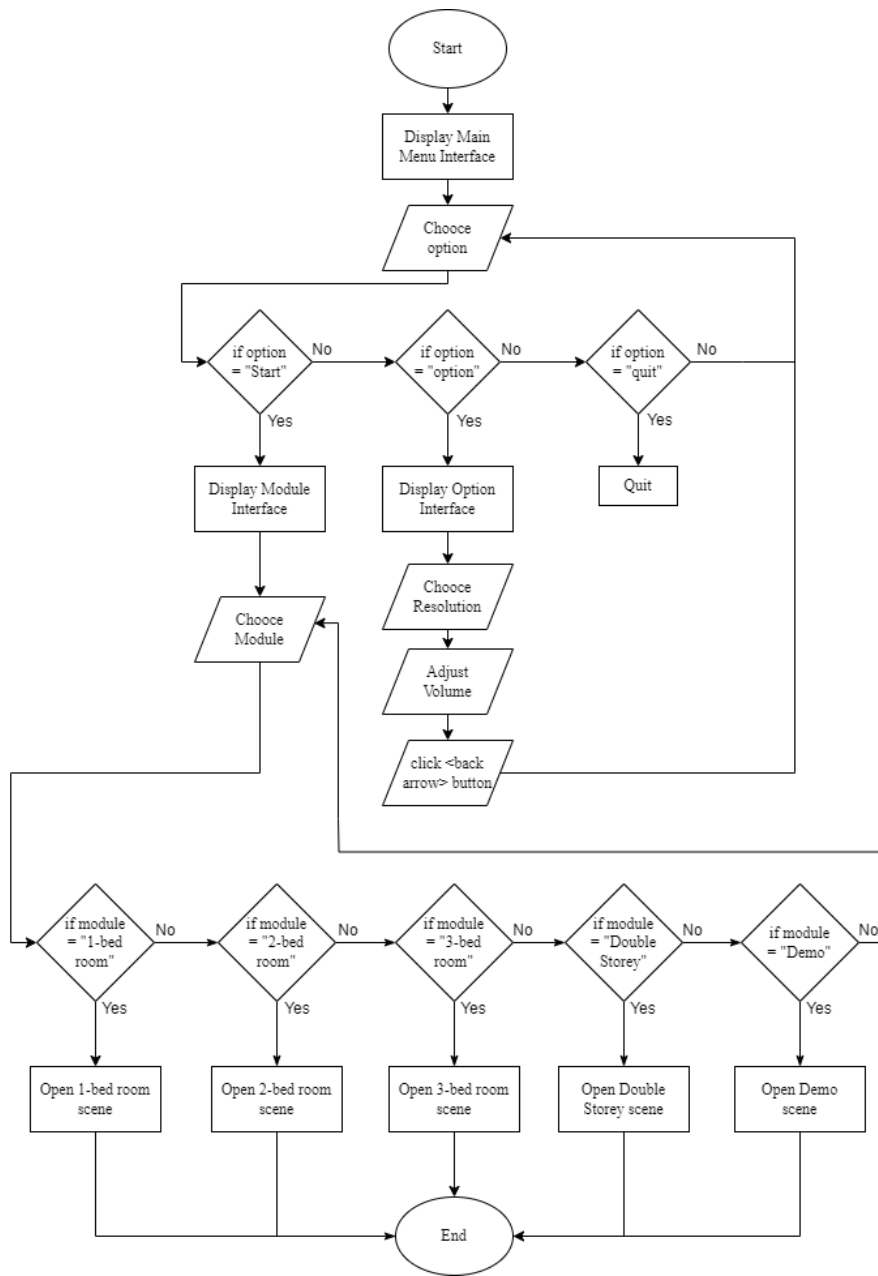 Start
Display Main
Menu Interface
Chooce
option
if option
= "Start"
No
if option
= "option"
No
if option
= "quit"
No
Yes
Yes
Yes
Display Module
Interface
Display Option
Interface
Quit
Chooce
Resolution
Chooce
Module
Adjust
Volume
click <back
arrow> button
if module
= "1-bed
room"
No
if module
= "2-bed
room"
No
if module
= "3-bed
room"
No
if module
= "Double
Storey"
No
if module
= "Demo"
No
Yes
Yes
Yes
Yes
Yes
Open 1-bed room
scene
Open 2-bed room
scene
Open 3-bed room
scene
Open Double
Storey scene
Open Demo
scene
End